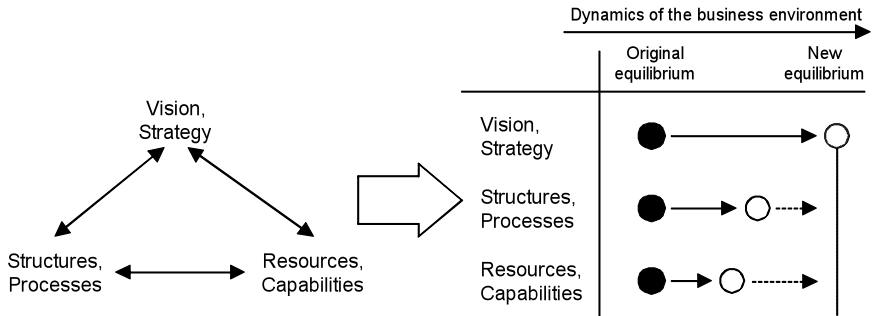 Dynamics of the business environment
Original
equilibrium
New
equilibrium
Vision,
Strategy
Structures,
Processes
Resources,
Capabilities
Vision,
Strategy
Structures,
Processes
Resources,
Capabilities